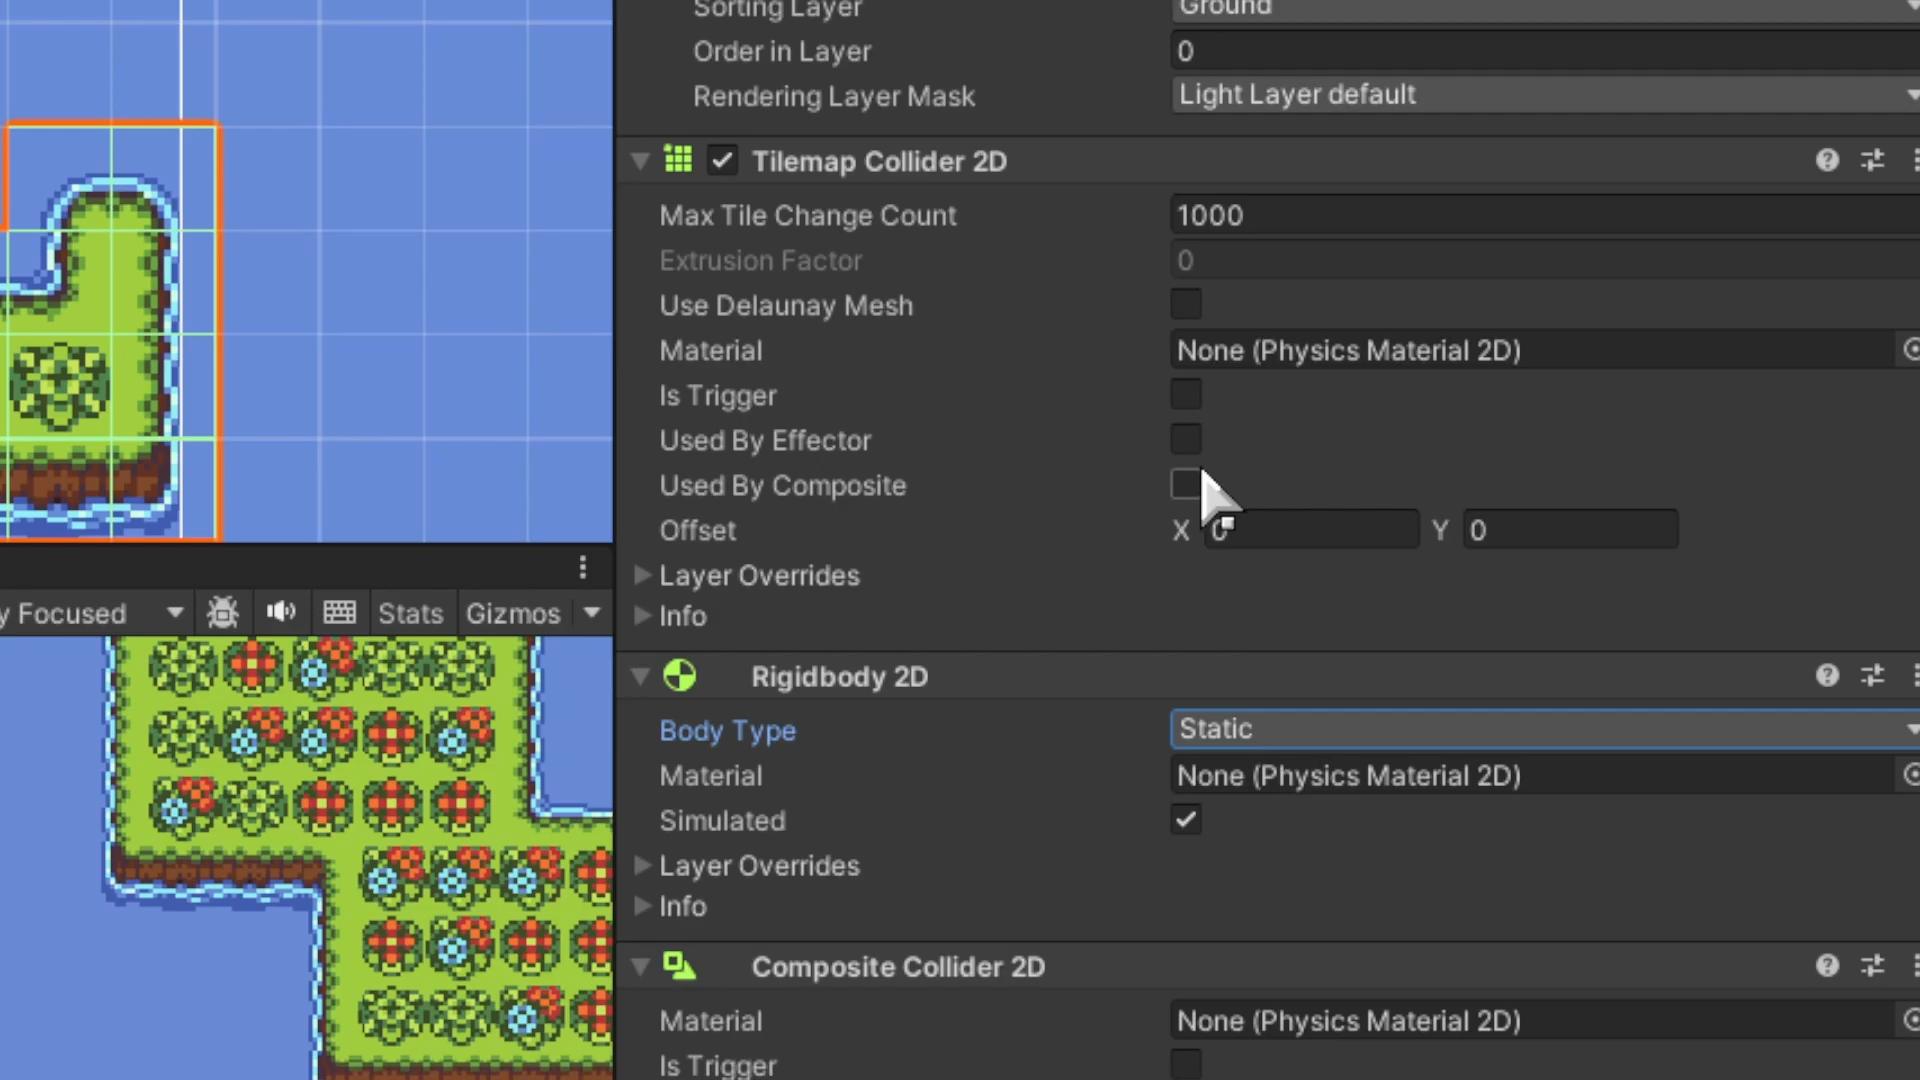 Sorting Layer Ground
Order in Layer 0
Rendering Layer Mask Light Layer default
Tilemap Collider 2D
Max Tile Change Count 1000
Extrusion Factor 0
Use Delaunay Mesh
Material None (Physics Material 2D)
Is Trigger
Used By Effector
Used By Composite
Offset X 0 Y 0
Layer Overrides
Info
y Focused Stats Gizmos
Rigidbody 2D
Body Type Static
Material None (Physics Material 2D)
Simulated
Layer Overrides
Info
Composite Collider 2D
Material None (Physics Material 2D)
Is Trigger